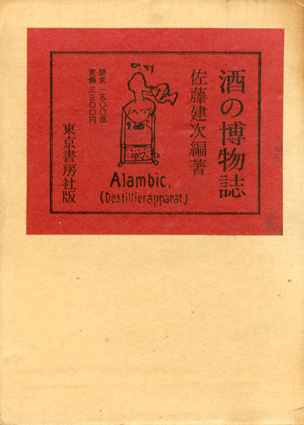 酒の博物誌
佐藤建次編著
Alambic.
(Destillierapparat)
限定一五〇〇部
定価三三〇〇円
東京書房社版